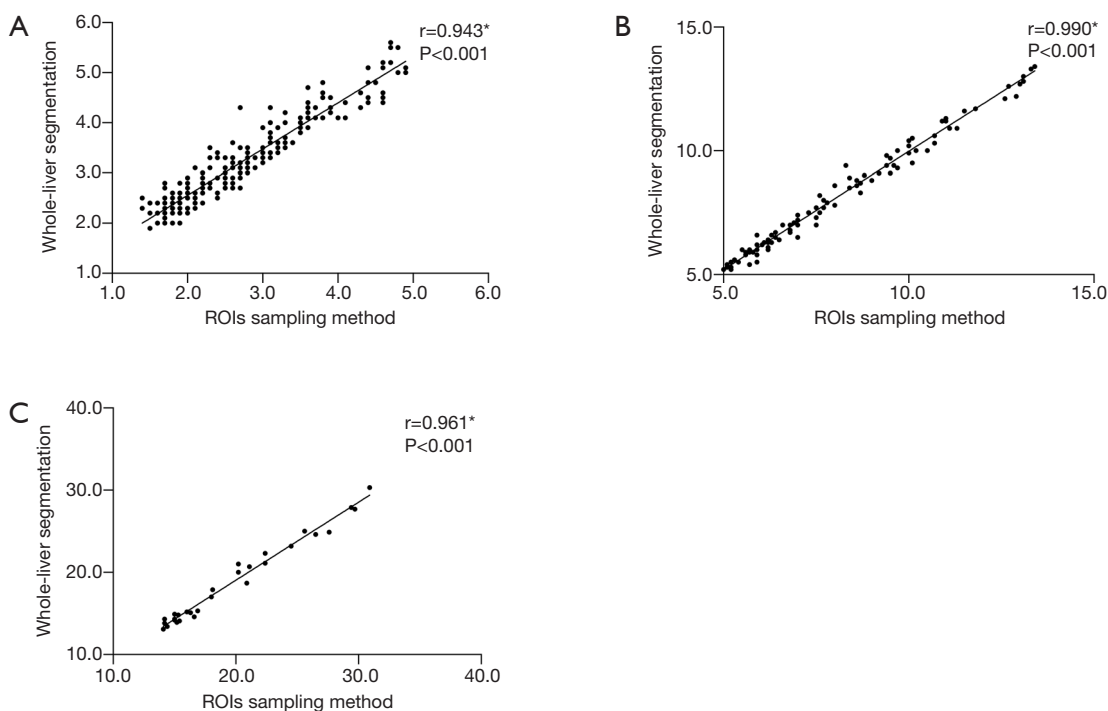 A
r=0.943*
P<0.001
Whole-liver segmentation
6.0
5.0
4.0
3.0
2.0
1.0
1.0 2.0 3.0 4.0 5.0 6.0
ROIs sampling method
B
r=0.990*
P<0.001
Whole-liver segmentation
15.0
10.0
5.0
5.0 10.0 15.0
ROIs sampling method
C
r=0.961*
P<0.001
Whole-liver segmentation
40.0
30.0
20.0
10.0
10.0 20.0 30.0 40.0
ROIs sampling method